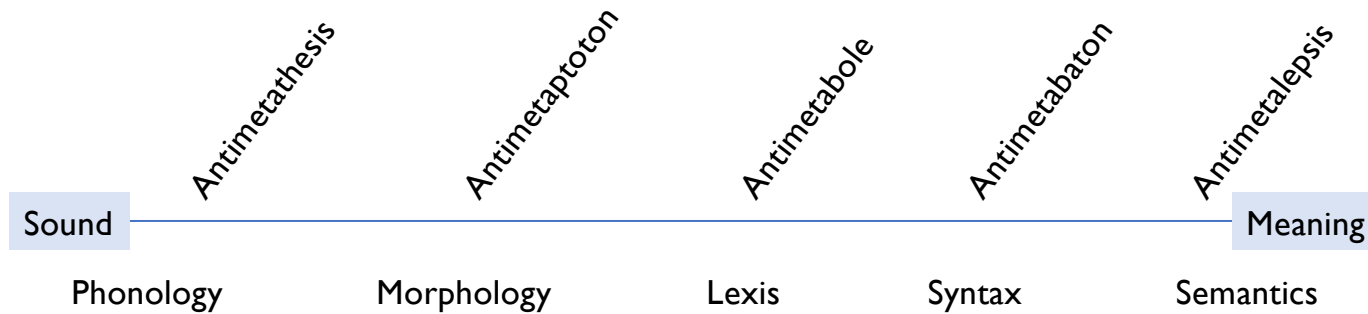 Antimetathesis
Antimetaptoton
Antimetabole
Antimetabaton
Antimetalepsis
Sound
Meaning
Phonology
Morphology
Lexis
Syntax
Semantics